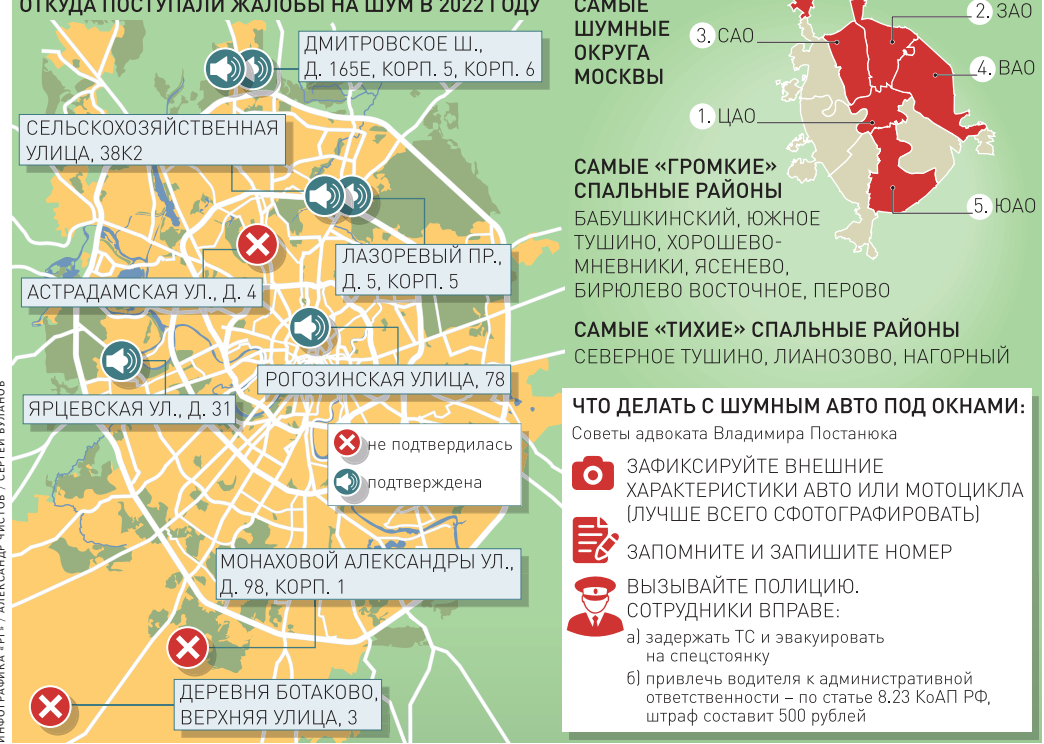 ОТКУДА ПОСТУПАЛИ ЖАЛОБЫ НА ШУМ В 2022 ГОДУ
ДМИТРОВСКОЕ Ш.,
Д. 165Е, КОРП. 5, КОРП. 6
СЕЛЬСКОХОЗЯЙСТВЕННАЯ
УЛИЦА, 38К2
ЛАЗОРЕВЫЙ ПР.,
Д. 5, КОРП. 5
АСТРАДАМСКАЯ УЛ., Д. 4
РОГОЗИНСКАЯ УЛИЦА, 78
ЯРЦЕВСКАЯ УЛ., Д. 31
не подтвердилась
подтверждена
МОНАХОВОЙ АЛЕКСАНДРЫ УЛ.,
Д. 98, КОРП. 1
ДЕРЕВНЯ БОТАКОВО,
ВЕРХНЯЯ УЛИЦА, 3
ИНФОГРАФИКА «РГ» / АЛЕКСАНДР ЧИСТОВ / СЕРГЕЙ БУЛАНОВ
САМЫЕ
ШУМНЫЕ
ОКРУГА
МОСКВЫ
2. ЗАО
3. САО
4. ВАО
1. ЦАО
5. ЮАО
САМЫЕ «ГРОМКИЕ»
СПАЛЬНЫЕ РАЙОНЫ
БАБУШКИНСКИЙ, ЮЖНОЕ
ТУШИНО, ХОРОШЕВО-
МНЕВНИКИ, ЯСЕНЕВО,
БИРЮЛЕВО ВОСТОЧНОЕ, ПЕРОВО
САМЫЕ «ТИХИЕ» СПАЛЬНЫЕ РАЙОНЫ
СЕВЕРНОЕ ТУШИНО, ЛИАНОЗОВО, НАГОРНЫЙ
ЧТО ДЕЛАТЬ С ШУМНЫМ АВТО ПОД ОКНАМИ:
Советы адвоката Владимира Постанюка
ЗАФИКСИРУЙТЕ ВНЕШНИЕ
ХАРАКТЕРИСТИКИ АВТО ИЛИ МОТОЦИКЛА
(ЛУЧШЕ ВСЕГО СФОТОГРАФИРОВАТЬ)
ЗАПОМНИТЕ И ЗАПИШИТЕ НОМЕР
ВЫЗЫВАЙТЕ ПОЛИЦИЮ.
СОТРУДНИКИ ВПРАВЕ:
а) задержать ТС и эвакуировать
на спецстоянку
б) привлечь водителя к административной
ответственности – по статье 8.23 КоАП РФ,
штраф составит 500 рублей